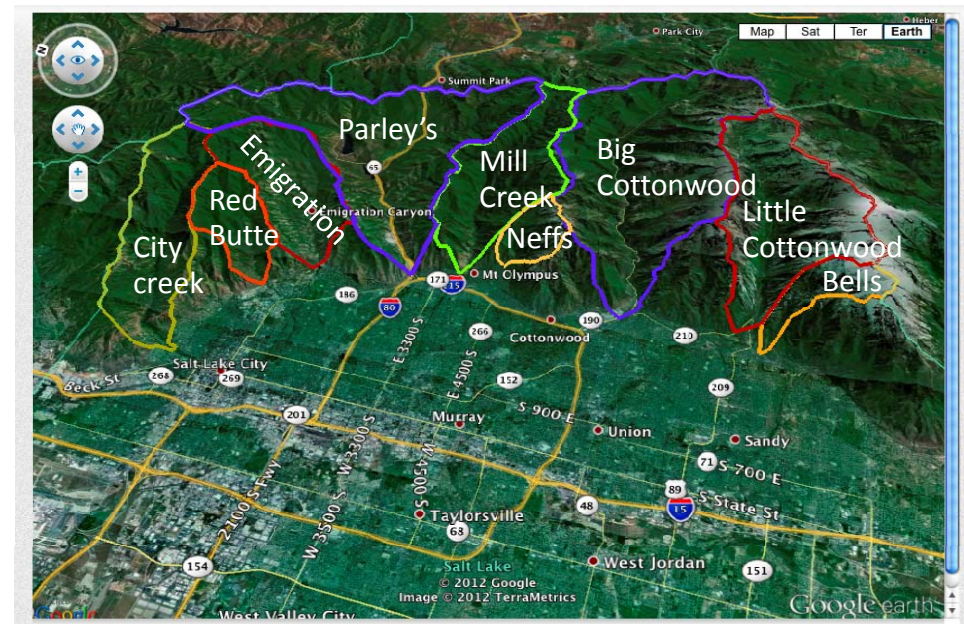 Heber
Park City
Map
Sat
Ter
Earth
N
Summit Park
Parley's
65
Emigration
Emigration Canyon
Mill
Creek
Big
Cottonwood
Red
Butte
Neffs
Little
Cottonwood
City
creek
Bells
Mt Olympus
171
15
186
80
190
266
Cottonwood
210
E 3300 S
E 4500 S
Salt Lake City
Beck St
268
269
152
209
201
S 900 E
Murray
Union
Sandy
71
S 700 E
W 3300 S
W 4500 S
2100 S Fwy
W 3500 S
89
S State St
15
48
Taylorsville
68
154
West Jordan
151
Salt Lake
© 2012 Google
Image © 2012 TerraMetrics
Google earth
Google
West Valley City